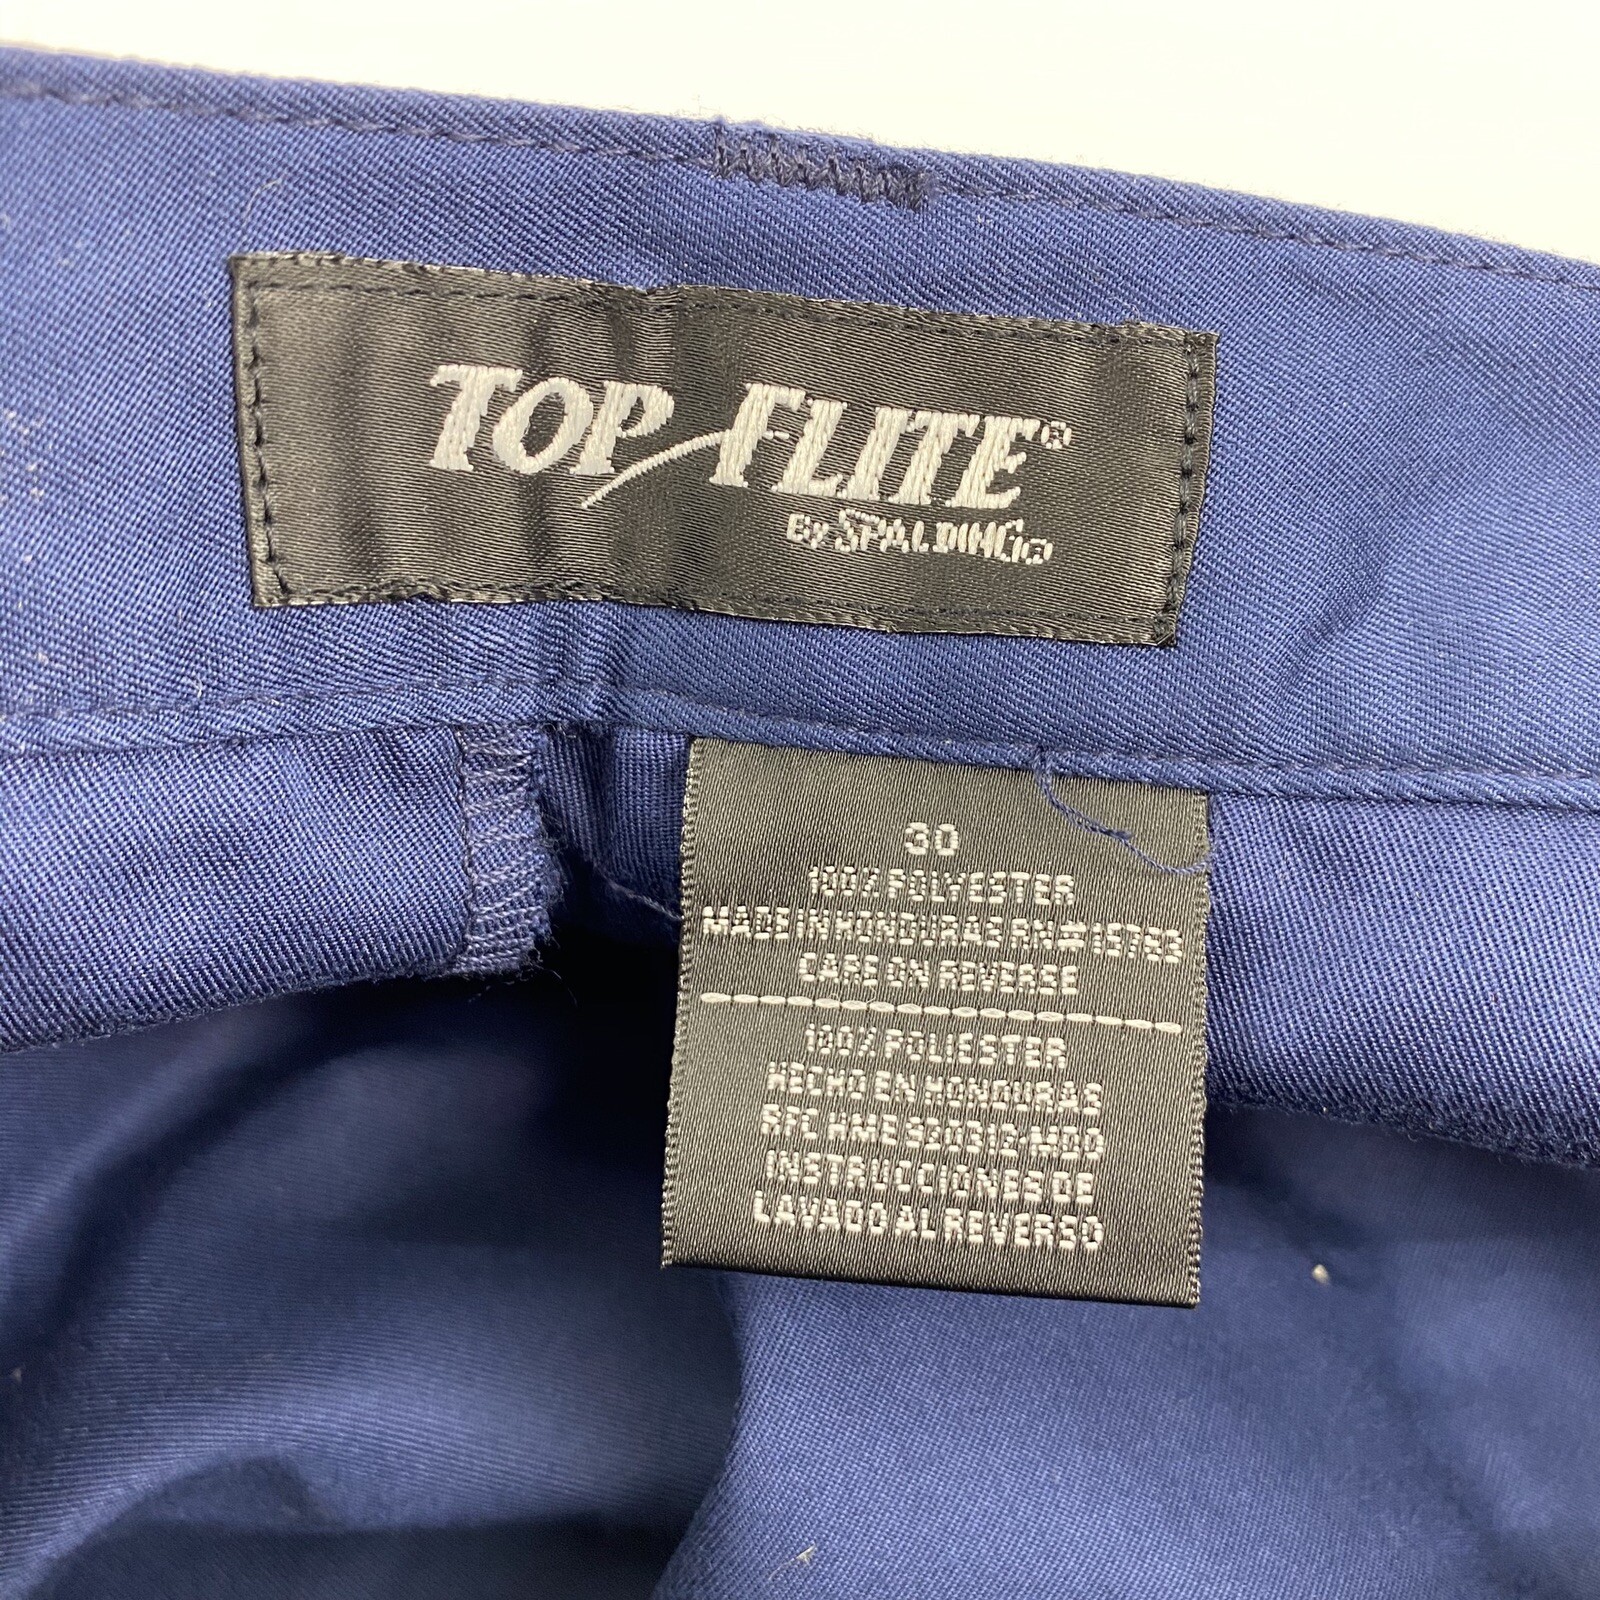 TOP FLITE®
By SPALDING®
30
100% POLYESTER
MADE IN HONDURAS RN#15763
CARE ON REVERSE
100% POLIESTER
HECHO EN HONDURAS
RFC HME 920312 MDD
INSTRUCCIONES DE
LAVADO AL REVERSO